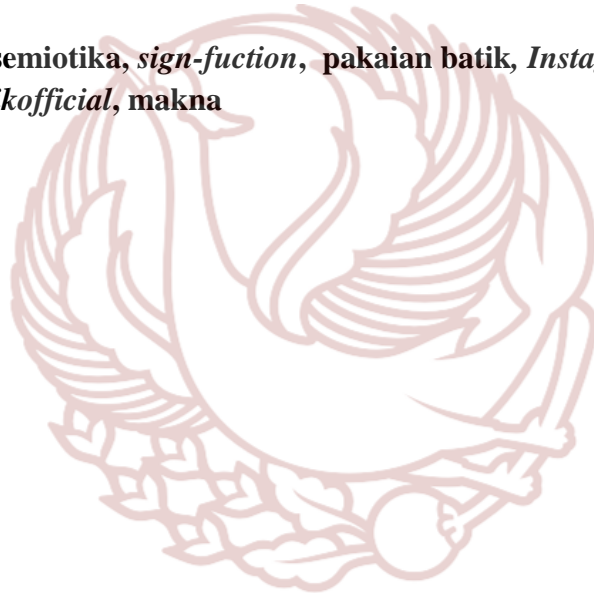 semiotika, sign-fuction, pakaian batik, Insta
kofficial, makna